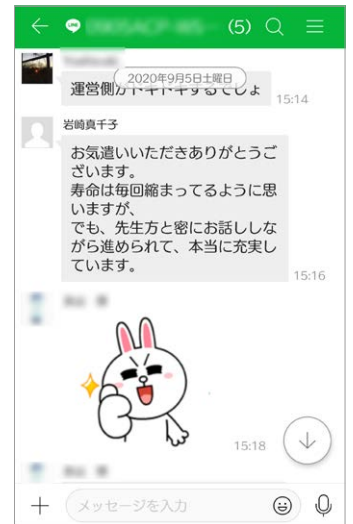 (5)
2020年9月5日土曜日
運営側がドキドキするでしょ
15:14
岩崎真千子
お気遣いいただきありがとうご
ざいます。
寿命は毎回縮まってるように思
いますが、
でも、先生方と密にお話ししな
がら進められて、本当に充実し
ています。
15:16
15:18
メッセージを入力